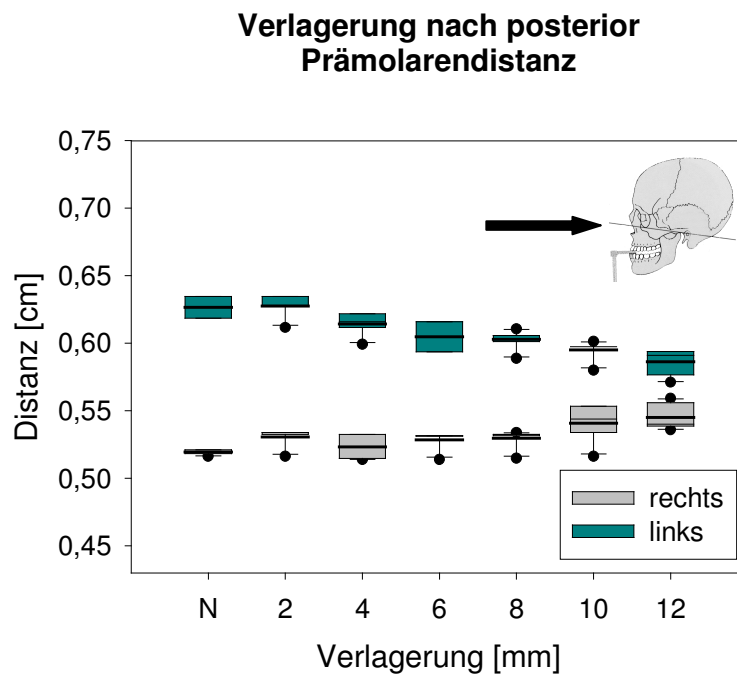 Verlagerung nach posterior
Prämolarendistanz
0,75
0,70
0,65
0,60
0,55
0,50
0,45
Distanz [cm]
rechts
links
N 2 4 6 8 10 12
Verlagerung [mm]